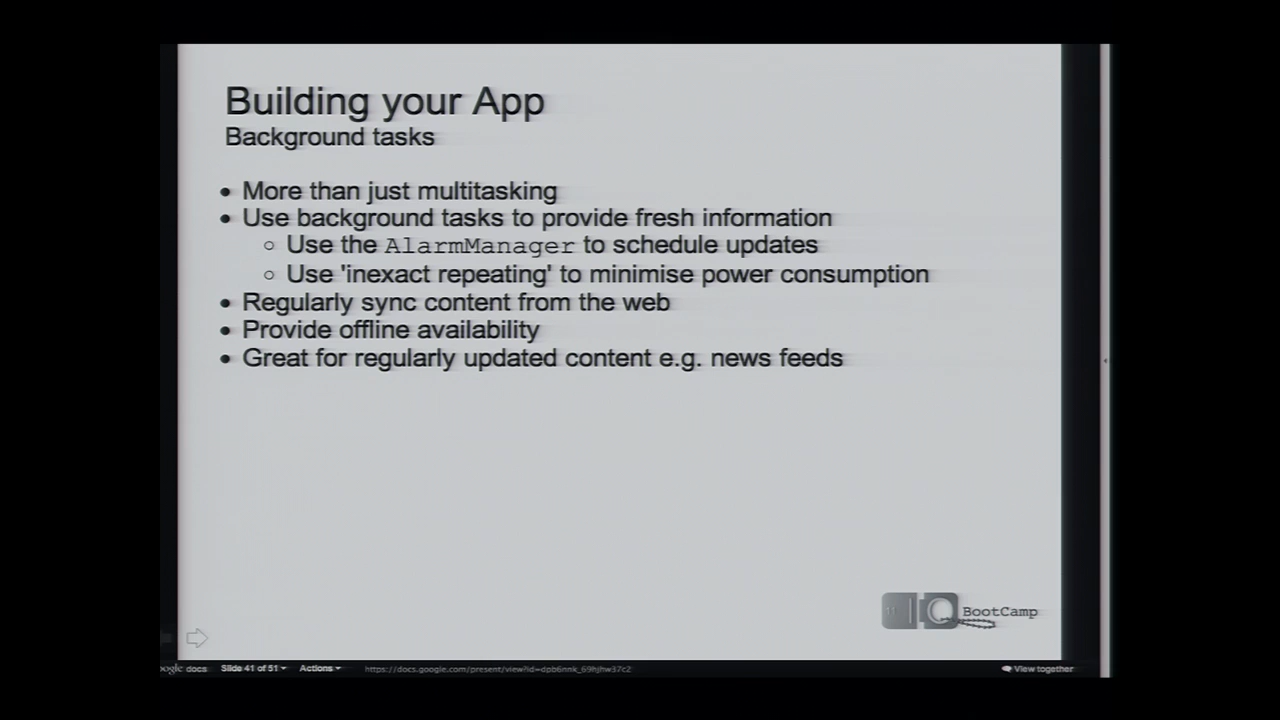 Building your App
Background tasks
• More than just multitasking
• Use background tasks to provide fresh information
○ Use the AlarmManager to schedule updates
○ Use 'inexact repeating' to minimise power consumption
• Regularly sync content from the web
• Provide offline availability
• Great for regularly updated content e.g. news feeds
BootCamp
oogle docs Slide 41 of 51 Actions View together